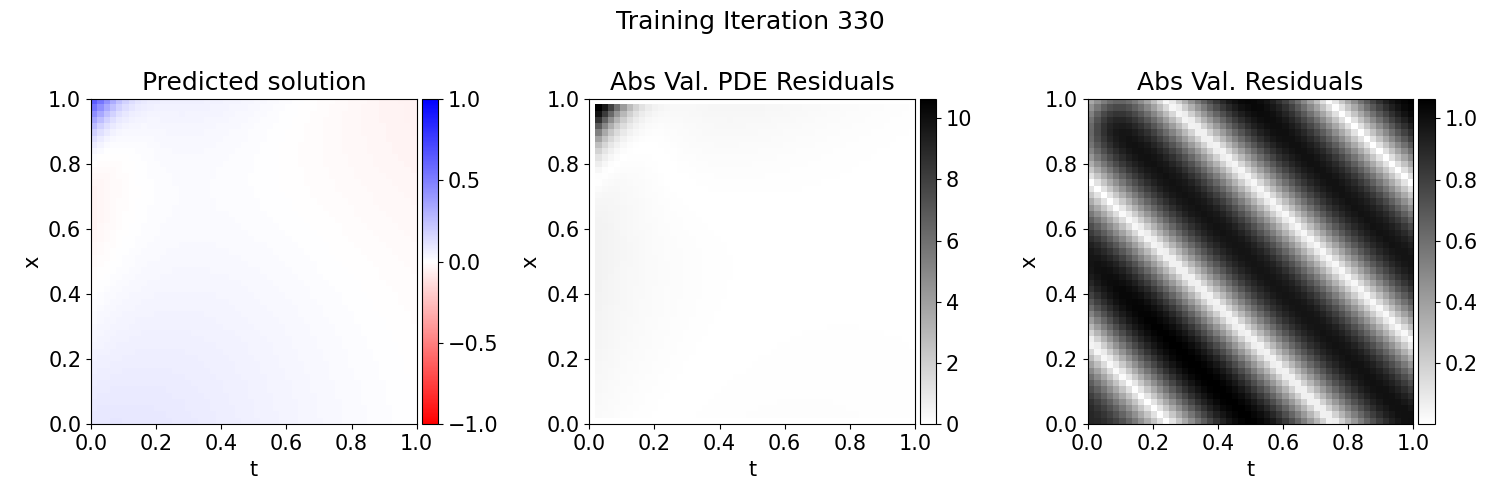 Training Iteration 330
Predicted solution
Abs Val. PDE Residuals
Abs Val. Residuals
1.0
0.8
0.6
0.4
0.2
0.0
x
0.0 0.2 0.4 0.6 0.8 1.0
t
1.0
0.5
0.0
−0.5
−1.0
1.0
0.8
0.6
0.4
0.2
0.0
x
0.0 0.2 0.4 0.6 0.8 1.0
t
10
8
6
4
2
0
1.0
0.8
0.6
0.4
0.2
0.0
x
0.0 0.2 0.4 0.6 0.8 1.0
t
1.0
0.8
0.6
0.4
0.2